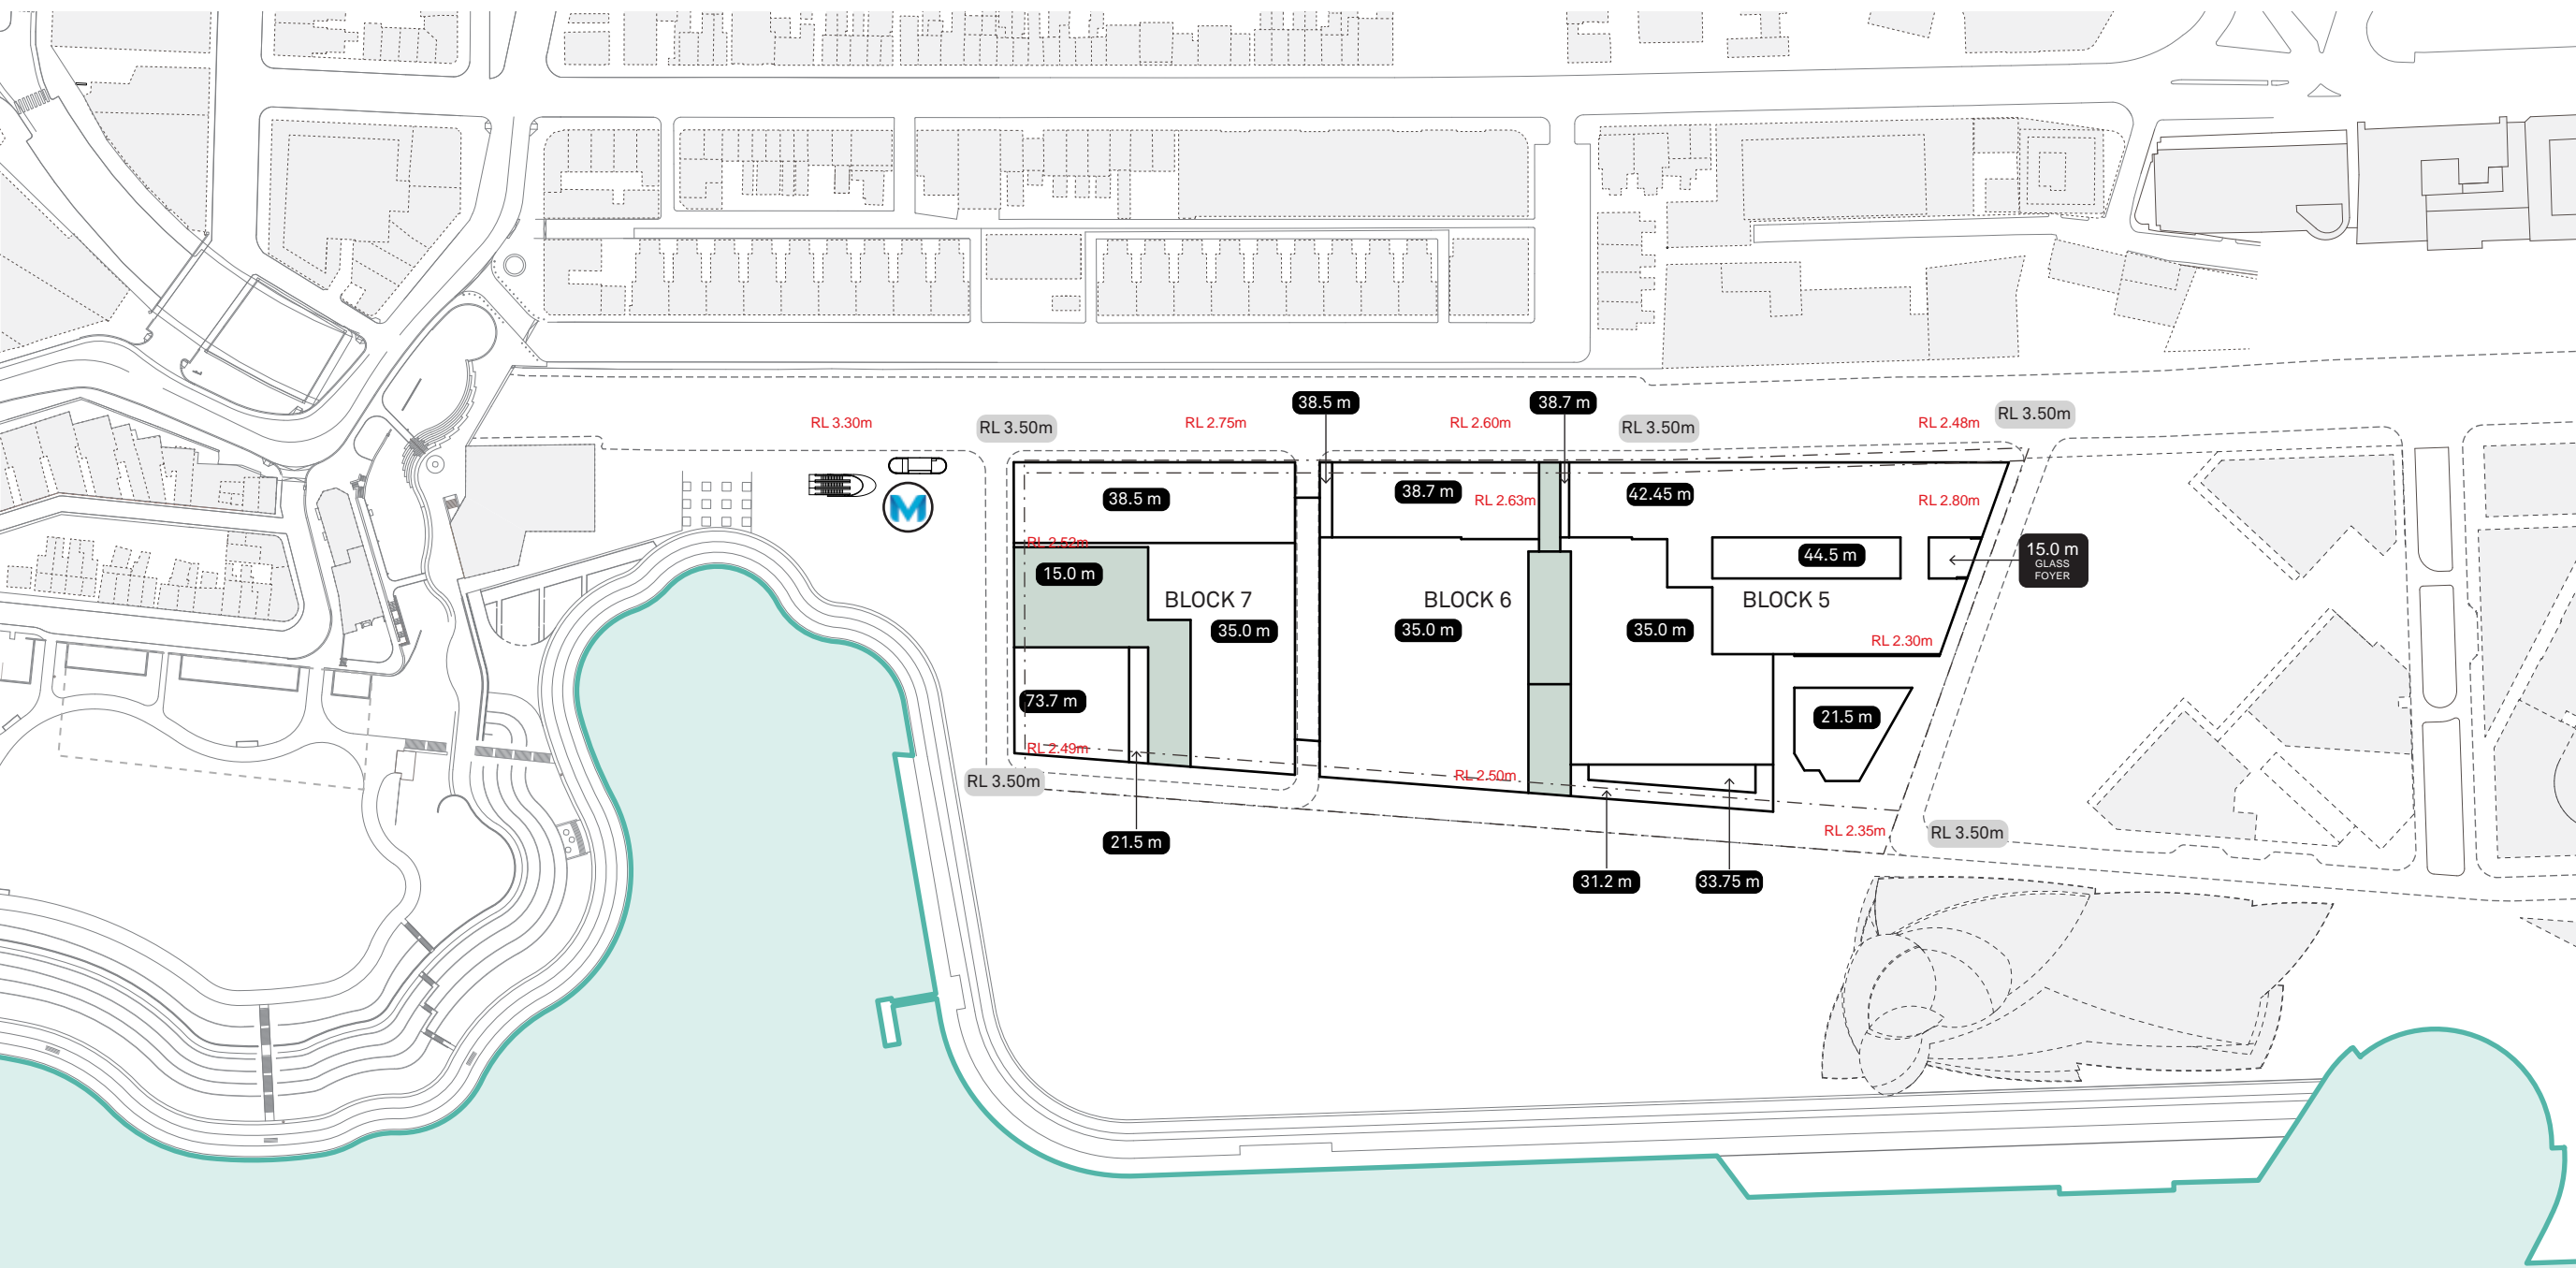 38.5 m
38.7 m
RL 3.50m
RL 3.30m
RL 3.50m
RL 2.75m
RL 2.60m
RL 3.50m
RL 2.48m
38.5 m
38.7 m
RL 2.63m
42.45 m
RL 2.80m
M
RL 2.52m
15.0 m
44.5 m
15.0 m
GLASS
FOYER
BLOCK 7
BLOCK 6
BLOCK 5
35.0 m
35.0 m
35.0 m
RL 2.30m
73.7 m
21.5 m
RL 2.49m
RL 3.50m
RL 2.50m
RL 2.35m
RL 3.50m
21.5 m
31.2 m
33.75 m